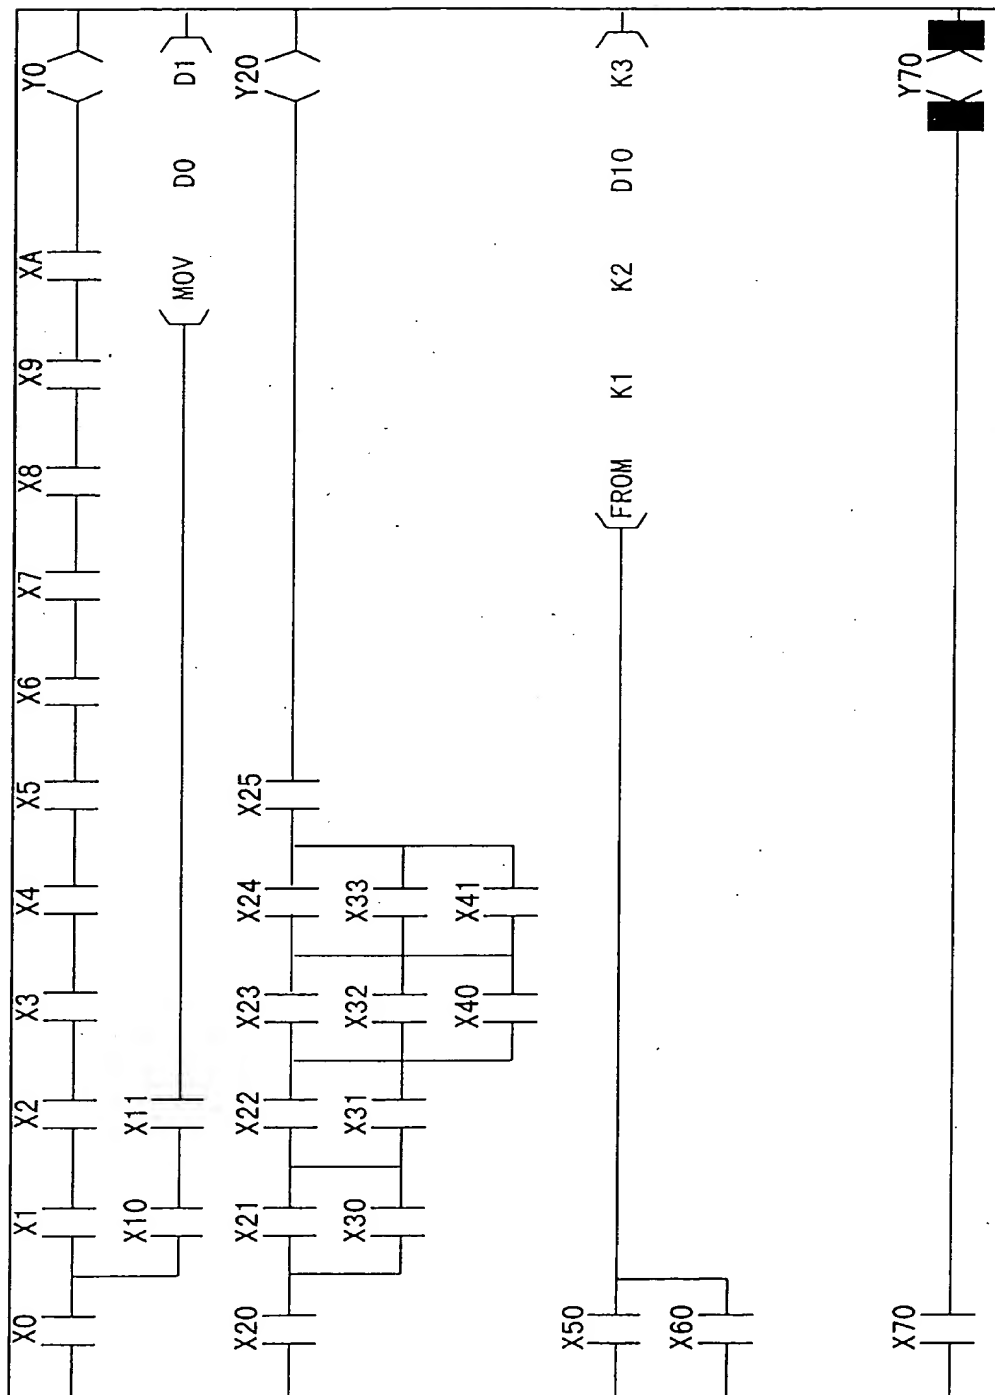 X0 X1 X2 X3 X4 X5 X6 X7 X8 X9 XA Y0
X10 X11 MOV D0 D1
X20 X21 X22 X23 X24 X25 Y20
X30 X31 X32 X33
X40 X41
X50 FROM K1 K2 D10 K3
X60
X70 Y70